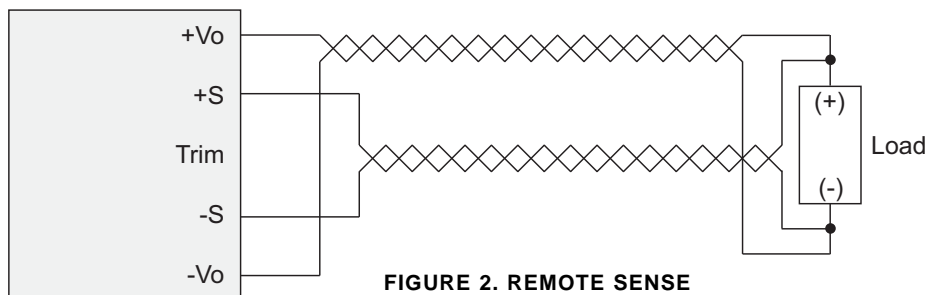 +Vo
+S
Trim
-S
-Vo
(+)
Load
(-)
FIGURE 2. REMOTE SENSE